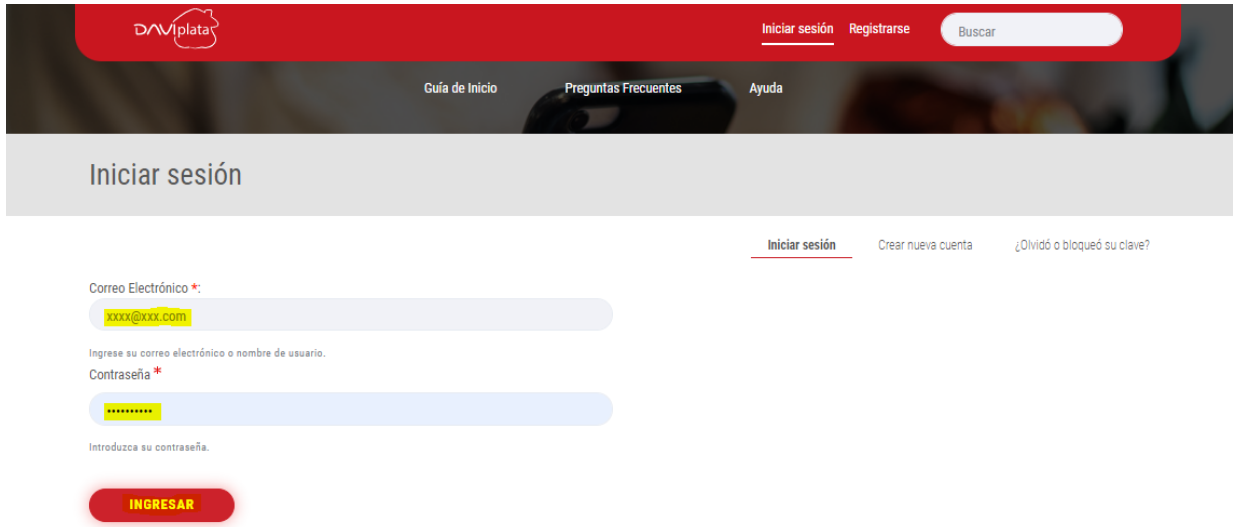 DAVIplata
Iniciar sesión Registrarse Buscar
Guía de Inicio Preguntas Frecuentes Ayuda
Iniciar sesión
Iniciar sesión Crear nueva cuenta ¿Olvidó o bloqueó su clave?
Correo Electrónico *:
xxxx@xxx.com
Ingrese su correo electrónico o nombre de usuario.
Contraseña *
••••••••••
Introduzca su contraseña.
INGRESAR